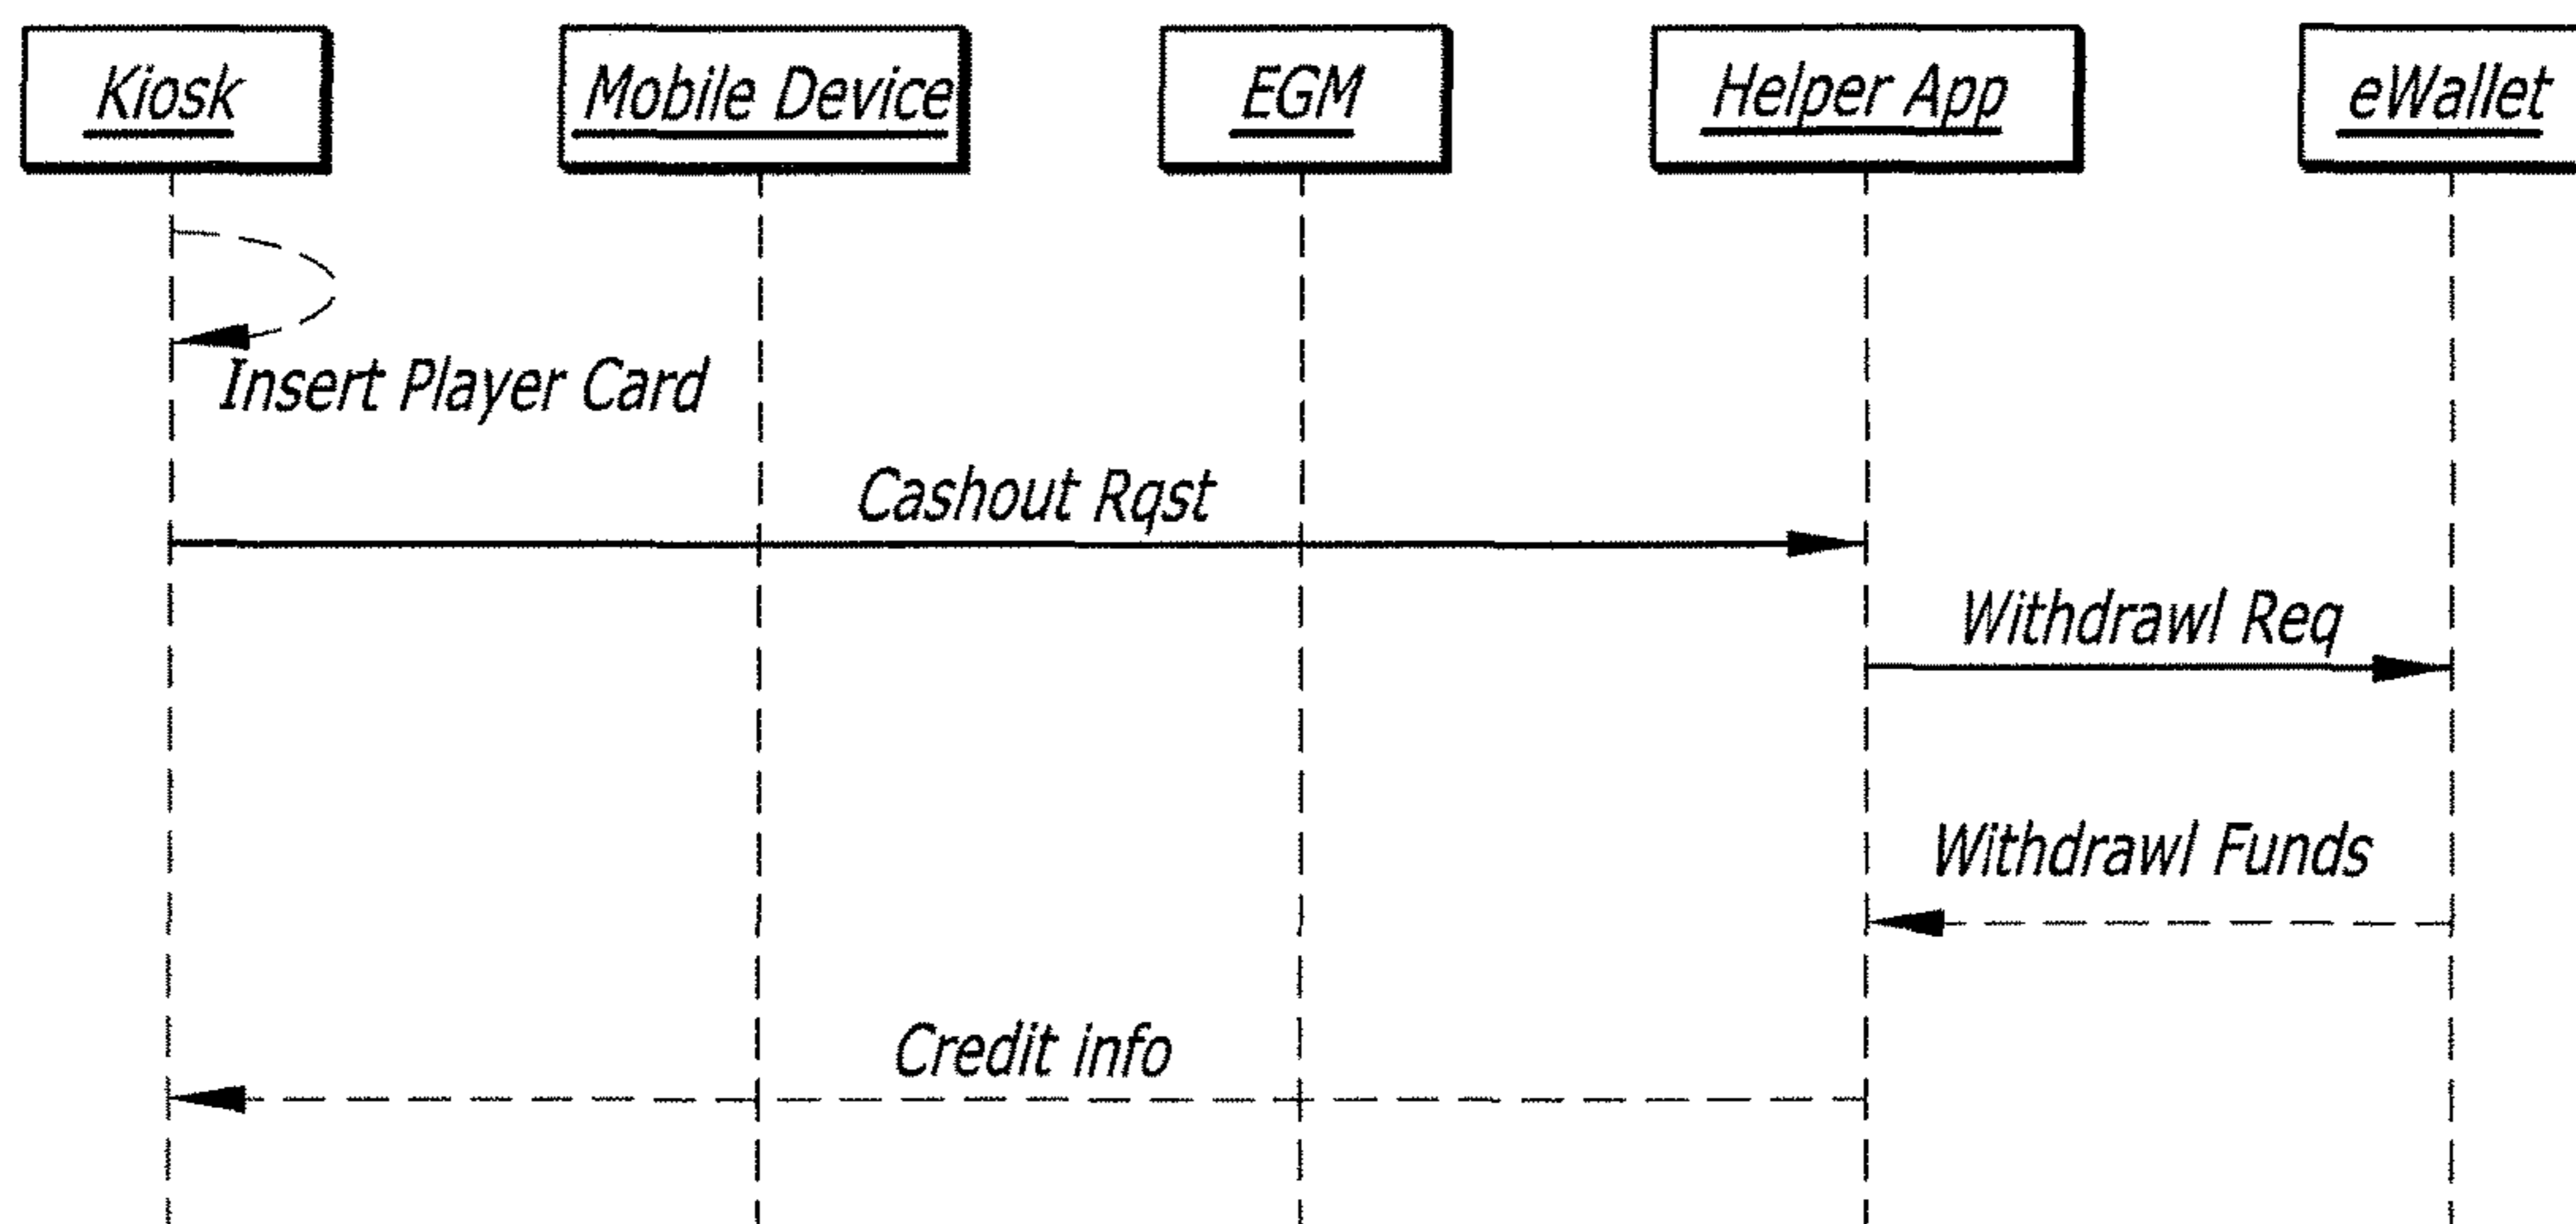 Kiosk
Mobile Device
EGM
Helper App
eWallet
Insert Player Card
Cashout Rqst
Withdrawl Req
Withdrawl Funds
Credit info